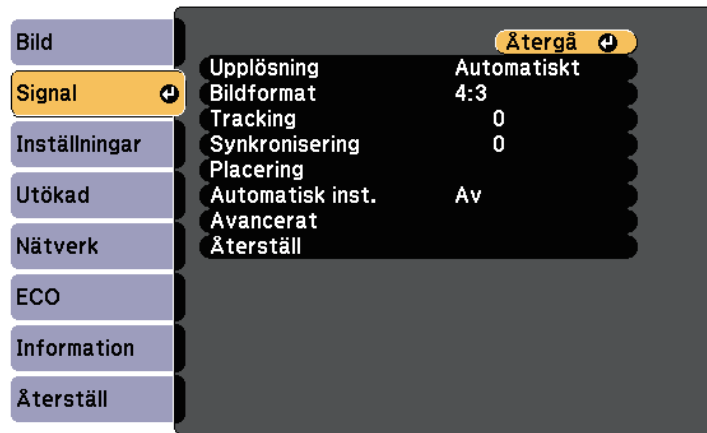 Bild
Signal
Inställningar
Utökad
Nätverk
ECO
Information
Återställ
Återgå
Upplösning Automatiskt
Bildformat 4:3
Tracking 0
Synkronisering 0
Placering
Automatisk inst. Av
Avancerat
Återställ